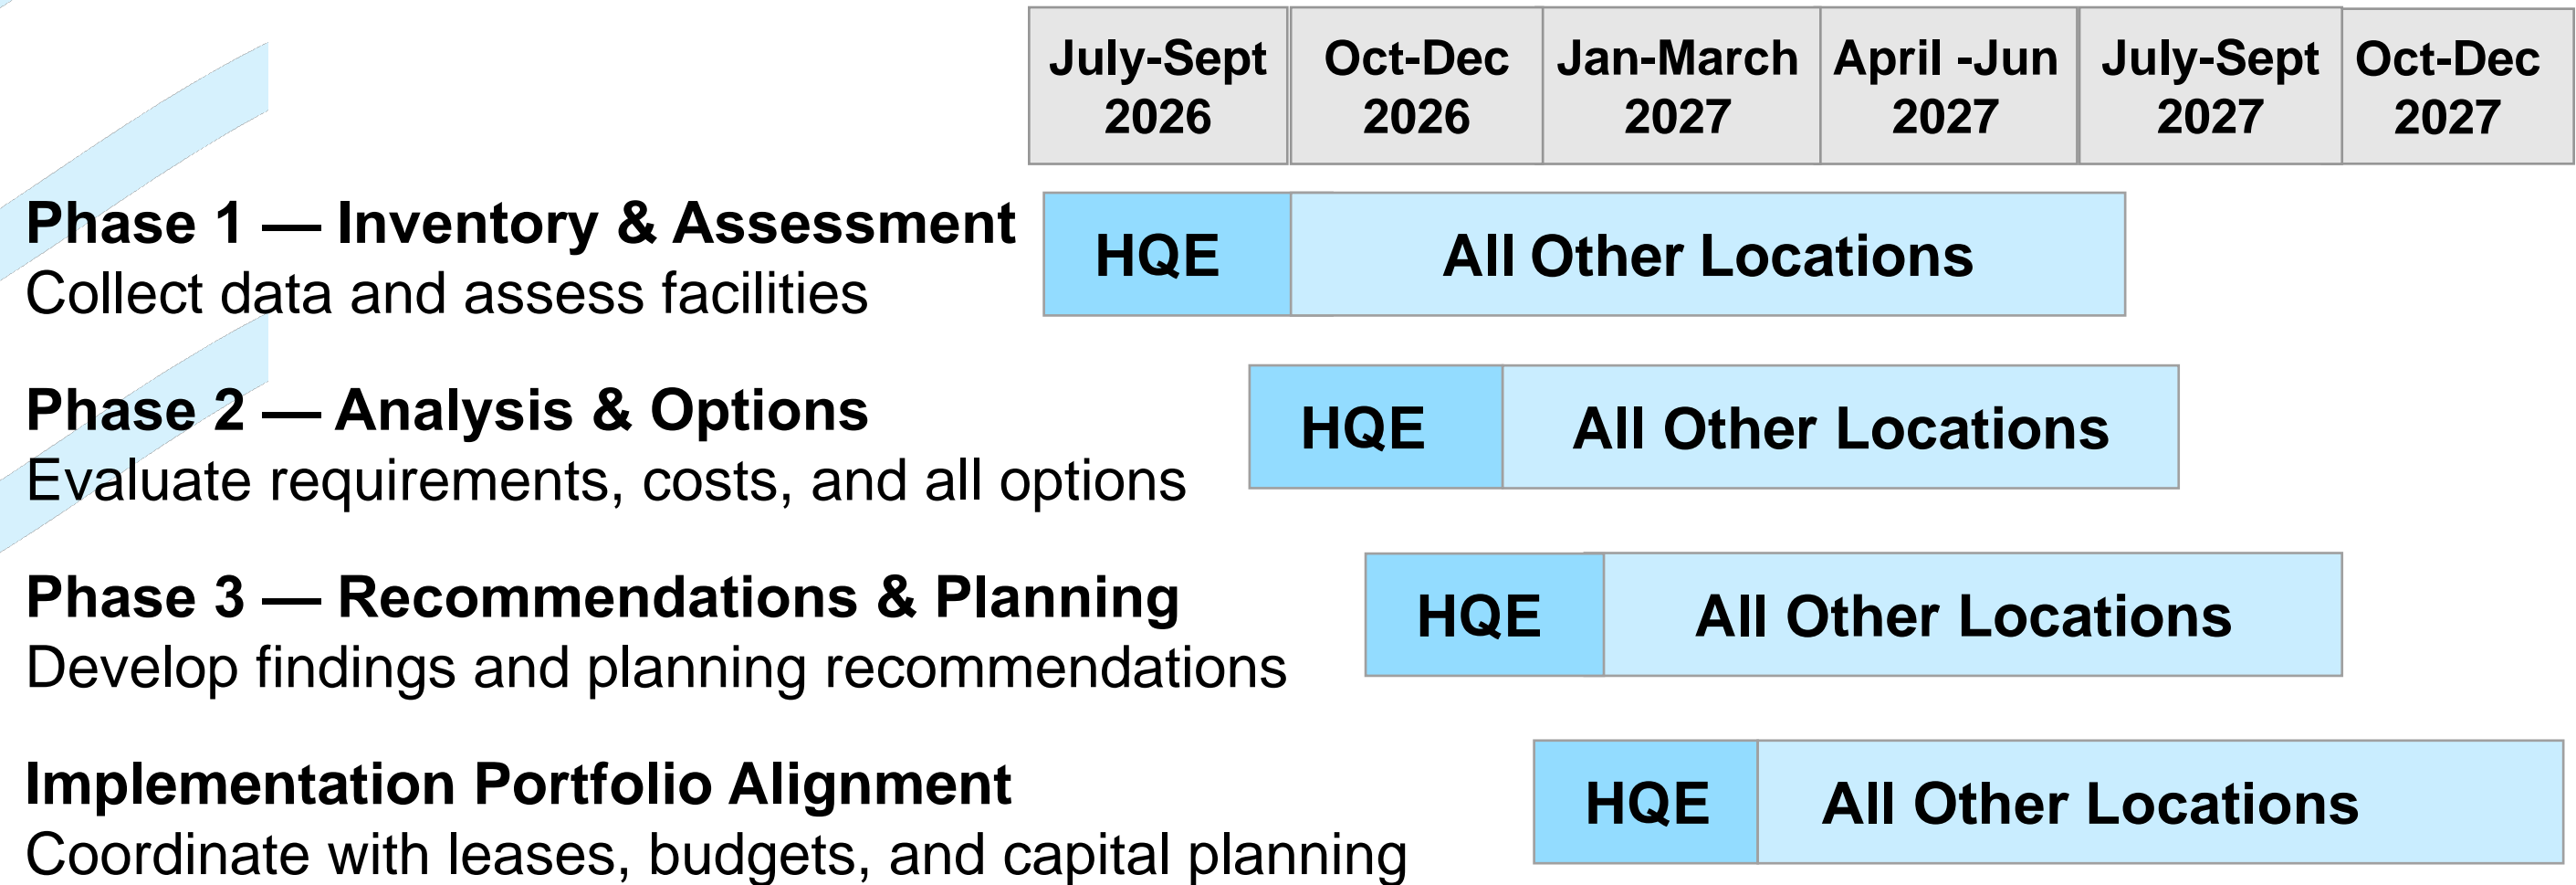 July-Sept
2026
Oct-Dec
2026
Jan-March
2027
April -Jun
2027
July-Sept
2027
Oct-Dec
2027
Phase 1 — Inventory & Assessment
Collect data and assess facilities
HQE
All Other Locations
Phase 2 — Analysis & Options
Evaluate requirements, costs, and all options
HQE
All Other Locations
Phase 3 — Recommendations & Planning
Develop findings and planning recommendations
HQE
All Other Locations
Implementation Portfolio Alignment
Coordinate with leases, budgets, and capital planning
HQE
All Other Locations